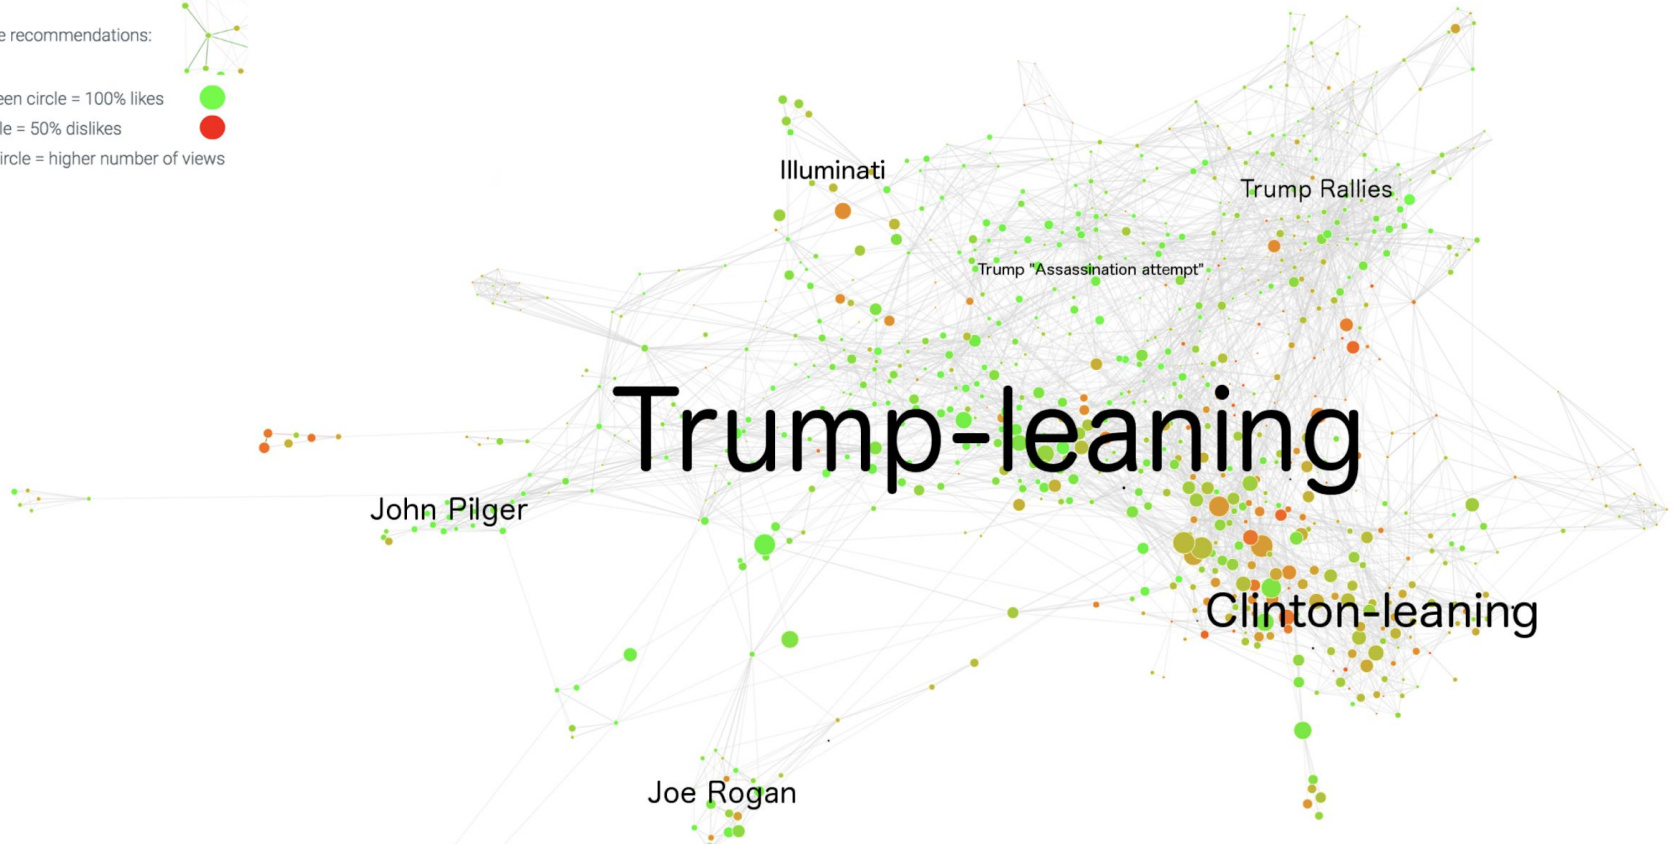 e recommendations:
een circle = 100% likes
le = 50% dislikes
ircle = higher number of views
Illuminati
Trump Rallies
Trump "Assassination attempt"
Trump-leaning
John Pilger
Clinton-leaning
Joe Rogan